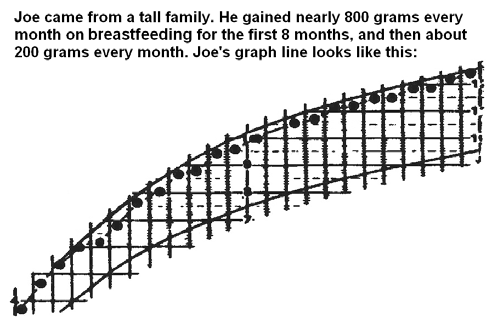 Joe came from a tall family. He gained nearly 800 grams every
month on breastfeeding for the first 8 months, and then about
200 grams every month. Joe's graph line looks like this: